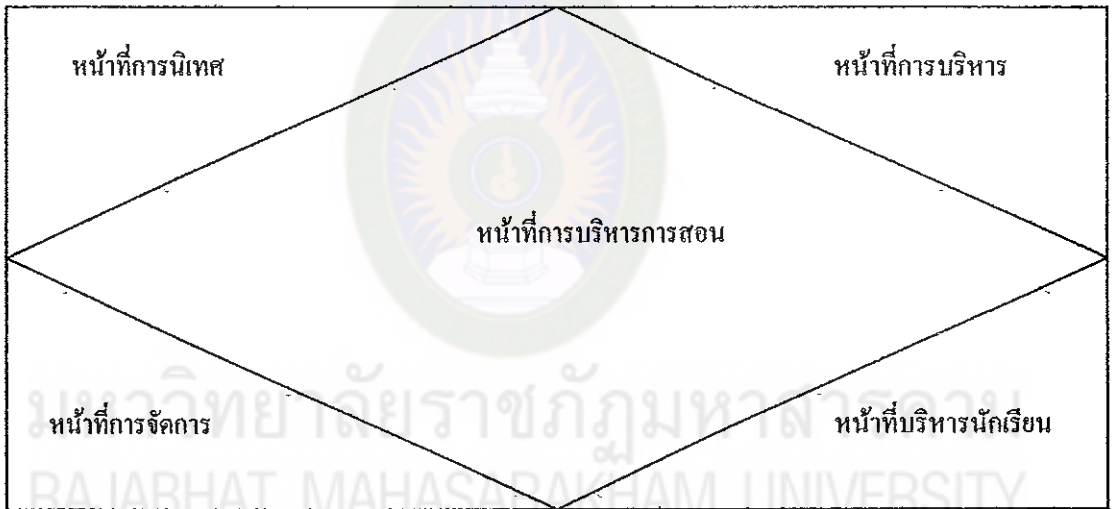 หน้าที่การนิเทศ
หน้าที่การบริหาร
หน้าที่การบริหารการสอน
หน้าที่การจัดการ
หน้าที่บริหารนักเรียน
มหาวิทยาลัยราชภัฏมหาสารคาม
RAJABHAT MAHASARAKHAM UNIVERSITY